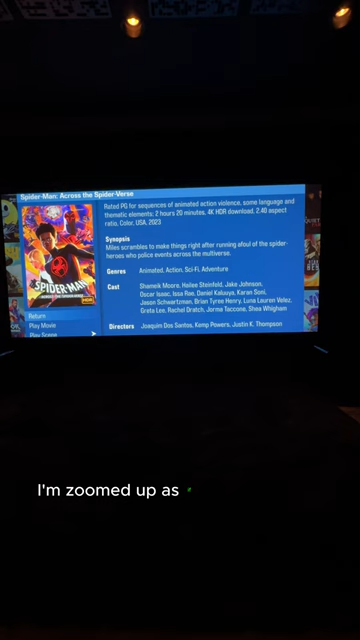 Spider-Man: Across the Spider-Verse
Rated PG for sequences of animated action violence, some language and
thematic elements; 2 hours 20 minutes, 4K HDR download, 2:40 aspect
ratio, Color, USA, 2023
Synopsis
Miles scrambles to make things right after running afoul of the spider-
heroes who police events across the multiverse.
Genres Animated, Action, Sci-Fi, Adventure
Cast Shameik Moore, Hailee Steinfeld, Jake Johnson,
Oscar Isaac, Issa Rae, Daniel Kaluuya, Karan Soni,
Jason Schwartzman, Brian Tyree Henry, Luna Lauren Velez,
Greta Lee, Rachel Dratch, Jorma Taccone, Shea Whigham
Directors Joaquim Dos Santos, Kemp Powers, Justin K. Thompson
SPIDER-MAN
HDR
Return
Play Movie
Play Scene
I'm zoomed up as